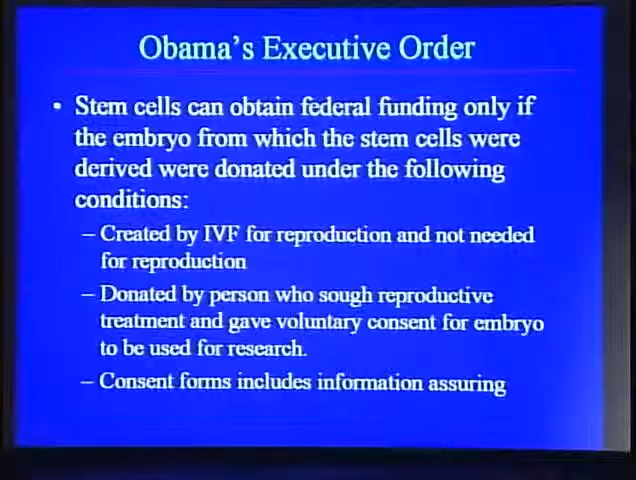 Obama's Executive Order
• Stem cells can obtain federal funding only if
the embryo from which the stem cells were
derived were donated under the following
conditions:
– Created by IVF for reproduction and not needed
for reproduction
– Donated by person who sough reproductive
treatment and gave voluntary consent for embryo
to be used for research.
– Consent forms includes information assuring